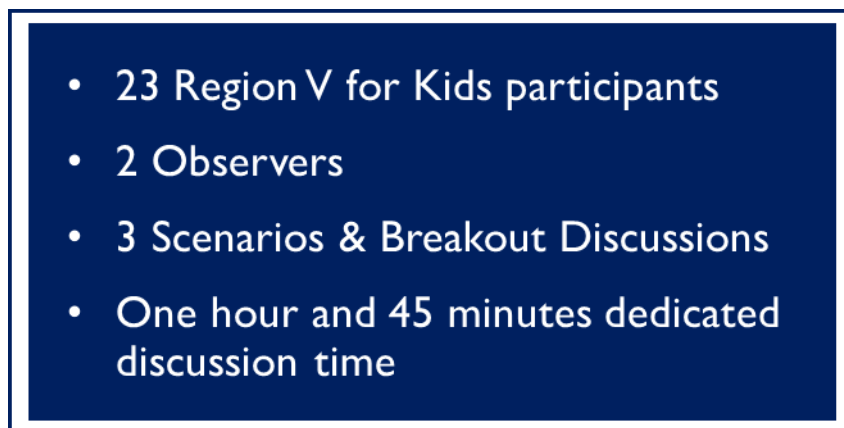 • 23 Region V for Kids participants
• 2 Observers
• 3 Scenarios & Breakout Discussions
• One hour and 45 minutes dedicated
discussion time